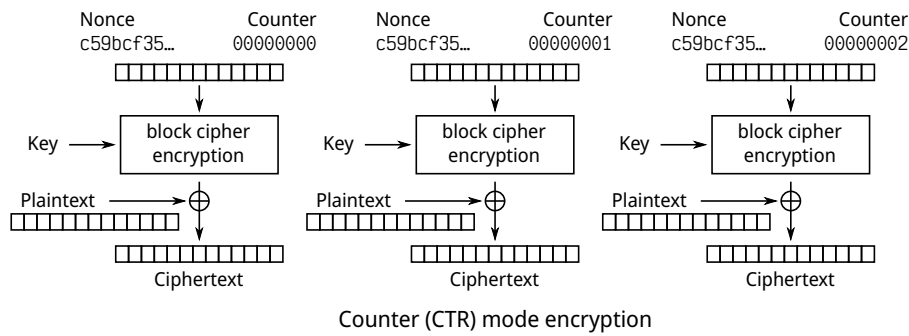 Nonce Counter Nonce Counter Nonce Counter
c59bcf35… 00000000 c59bcf35… 00000001 c59bcf35… 00000002
Key block cipher encryption Key block cipher encryption Key block cipher encryption
Plaintext Plaintext Plaintext
Ciphertext Ciphertext Ciphertext
Counter (CTR) mode encryption